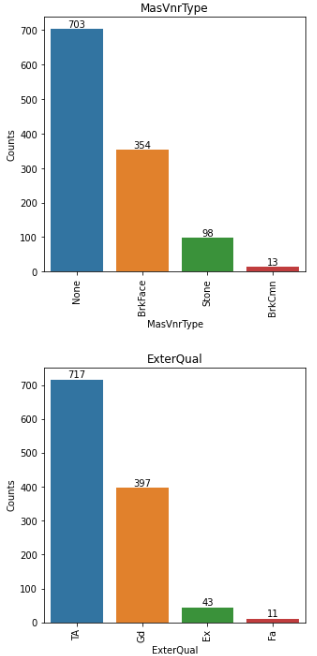 MasVnrType
703
700
600
500
400
354
300
200
100
98
13
0
Counts
None
BrkFace
Stone
BrkCmn
MasVnrType
ExterQual
717
700
600
500
400
397
300
200
100
43
11
0
Counts
TA
Gd
Ex
Fa
ExterQual